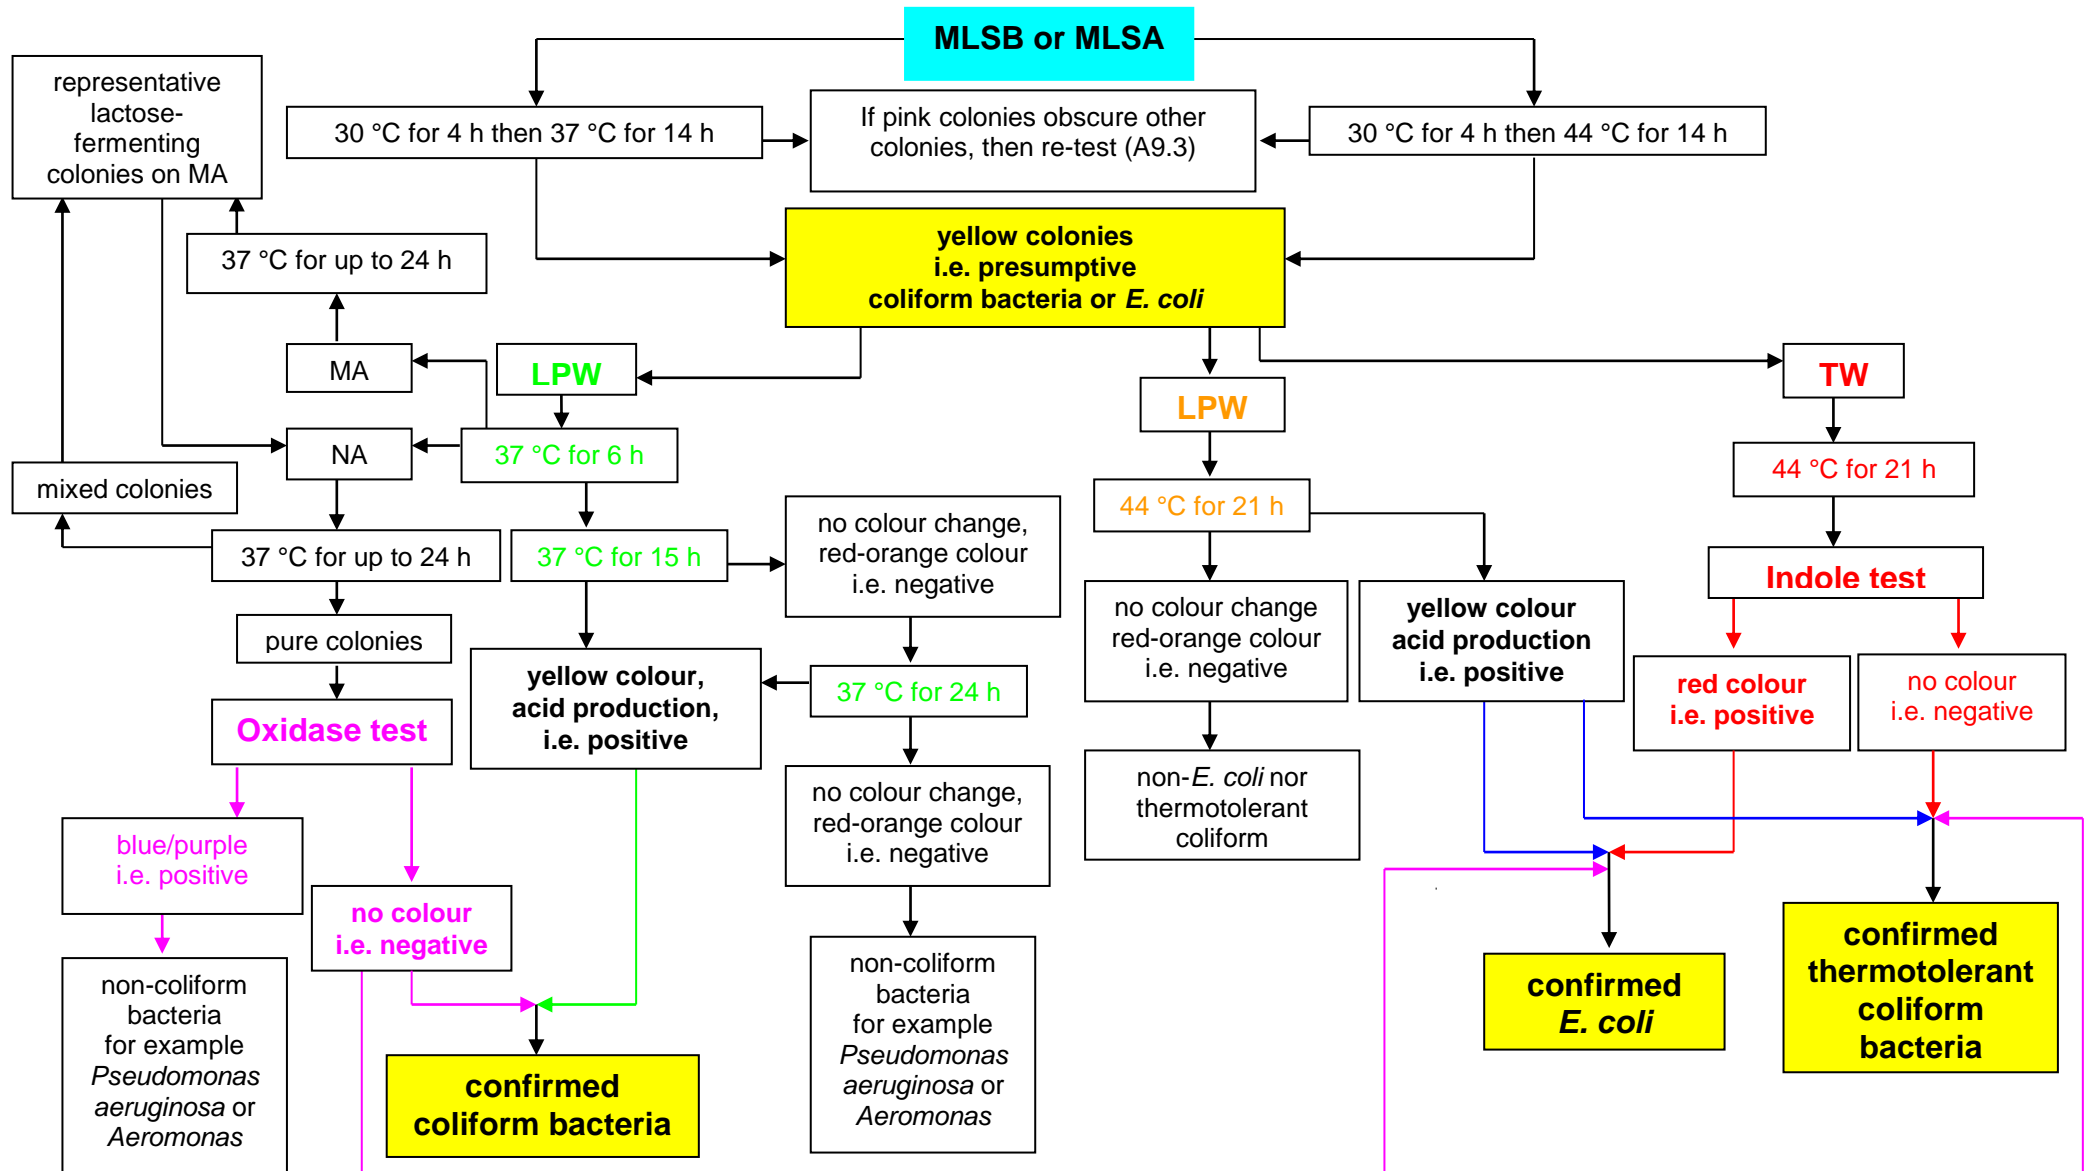 MLSB or MLSA
representative
lactose-
fermenting
colonies on MA
30 °C for 4 h then 37 °C for 14 h
If pink colonies obscure other
colonies, then re-test (A9.3)
30 °C for 4 h then 44 °C for 14 h
37 °C for up to 24 h
yellow colonies
i.e. presumptive
coliform bacteria or E. coli
MA
LPW
LPW
TW
NA
37 °C for 6 h
44 °C for 21 h
mixed colonies
37 °C for up to 24 h
37 °C for 15 h
no colour change,
red-orange colour
i.e. negative
44 °C for 21 h
Indole test
pure colonies
yellow colour,
acid production,
i.e. positive
37 °C for 24 h
no colour change
red-orange colour
i.e. negative
yellow colour
acid production
i.e. positive
red colour
i.e. positive
no colour
i.e. negative
Oxidase test
non-E. coli nor
thermotolerant
coliform
no colour change,
red-orange colour
i.e. negative
blue/purple
i.e. positive
no colour
i.e. negative
non-coliform
bacteria
for example
Pseudomonas
aeruginosa or
Aeromonas
confirmed
coliform bacteria
non-coliform
bacteria
for example
Pseudomonas
aeruginosa or
Aeromonas
confirmed
E. coli
confirmed
thermotolerant
coliform
bacteria